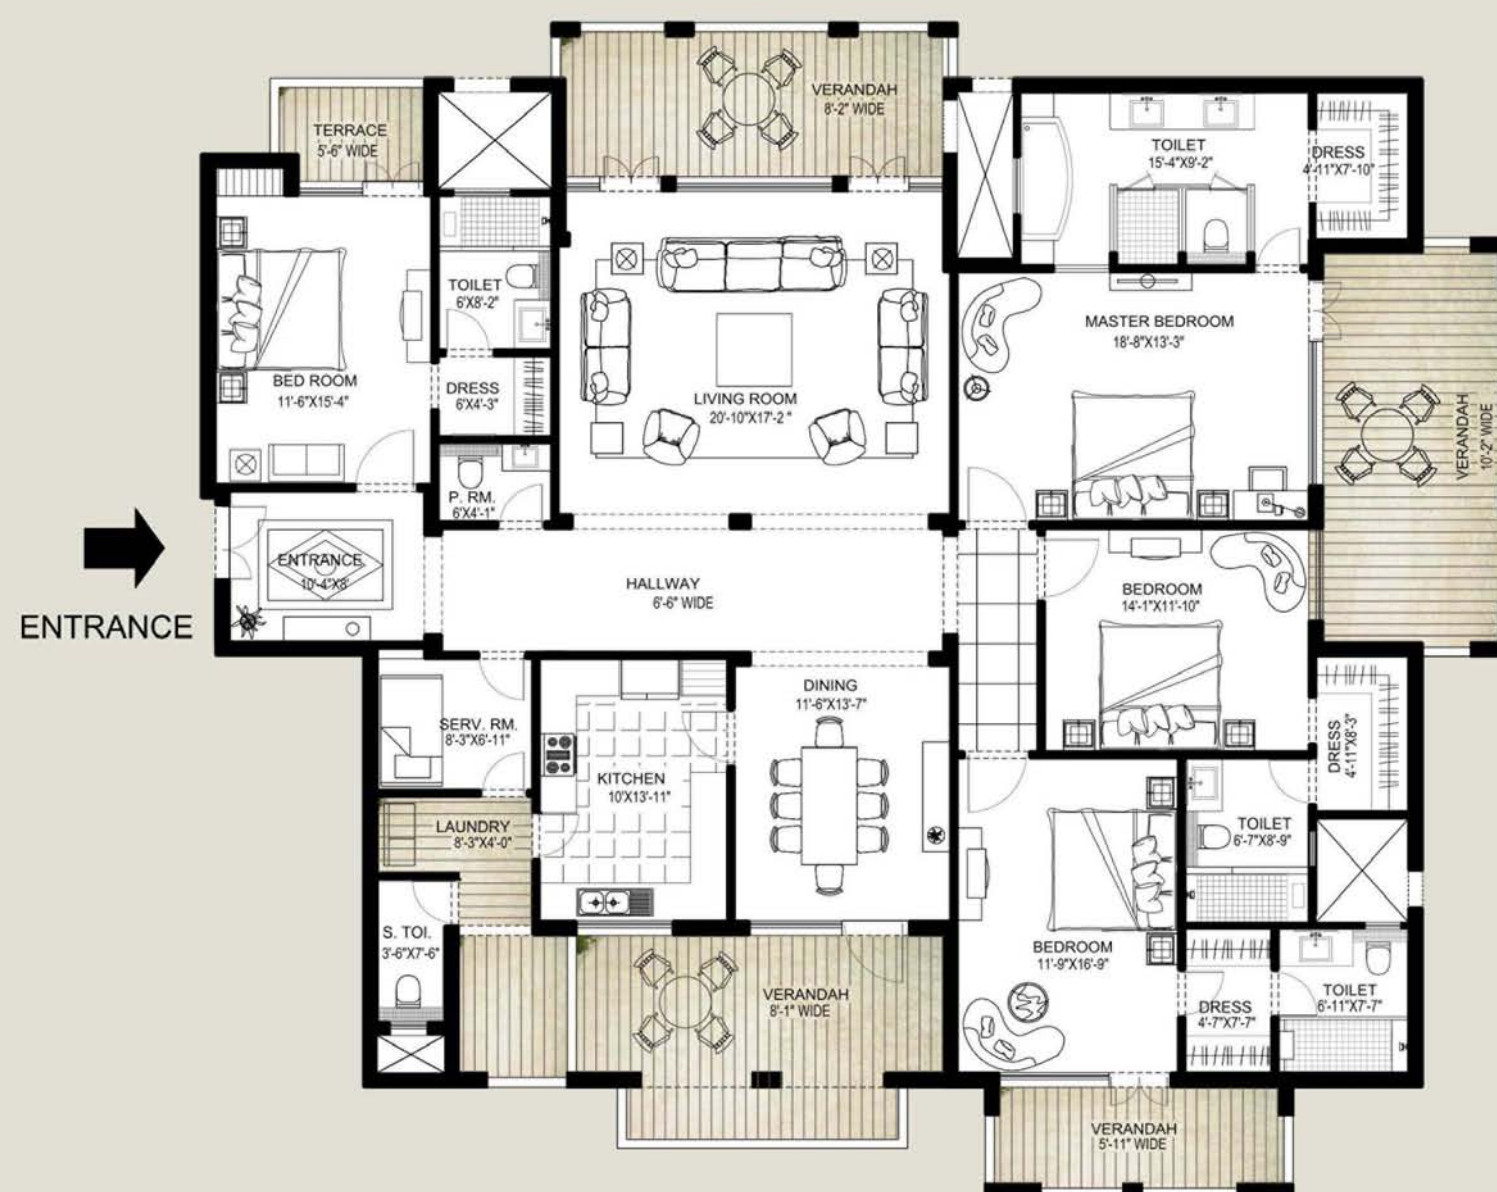 VERANDAH
8'-2" WIDE
TERRACE
5'-6" WIDE
TOILET
15'-4"X9'-2"
DRESS
4'-11"X7'-10"
TOILET
6'X8'-2"
MASTER BEDROOM
18'-8"X13'-3"
BED ROOM
11'-6"X15'-4"
DRESS
6'X4'-3"
LIVING ROOM
20'-10"X17'-2 "
VERANDAH
10'-2" WIDE
P. RM.
6'X4'-1"
ENTRANCE
10'-4"X8'
ENTRANCE
HALLWAY
6'-6" WIDE
BEDROOM
14'-1"X11'-10"
DINING
11'-6"X13'-7"
SERV. RM.
8'-3"X6'-11"
DRESS
4'-11"X8'-3"
KITCHEN
10'X13'-11"
LAUNDRY
8'-3"X4'-0"
TOILET
6'-7"X8'-9"
S. TOI.
3'-6"X7'-6"
BEDROOM
11'-9"X16'-9"
VERANDAH
8'-1" WIDE
DRESS
4'-7"X7'-7"
TOILET
6'-11"X7'-7"
VERANDAH
5'-11" WIDE